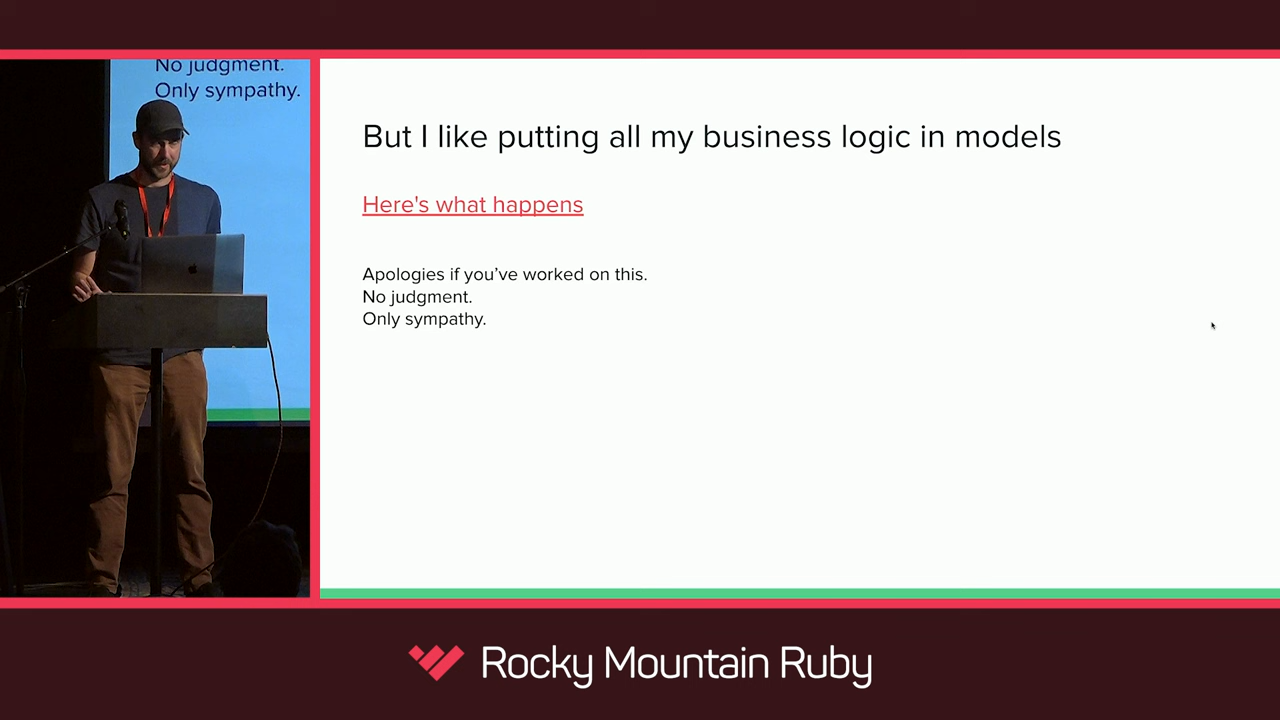 No judgment.
Only sympathy.
But I like putting all my business logic in models
Here's what happens
Apologies if you’ve worked on this.
No judgment.
Only sympathy.
Rocky Mountain Ruby